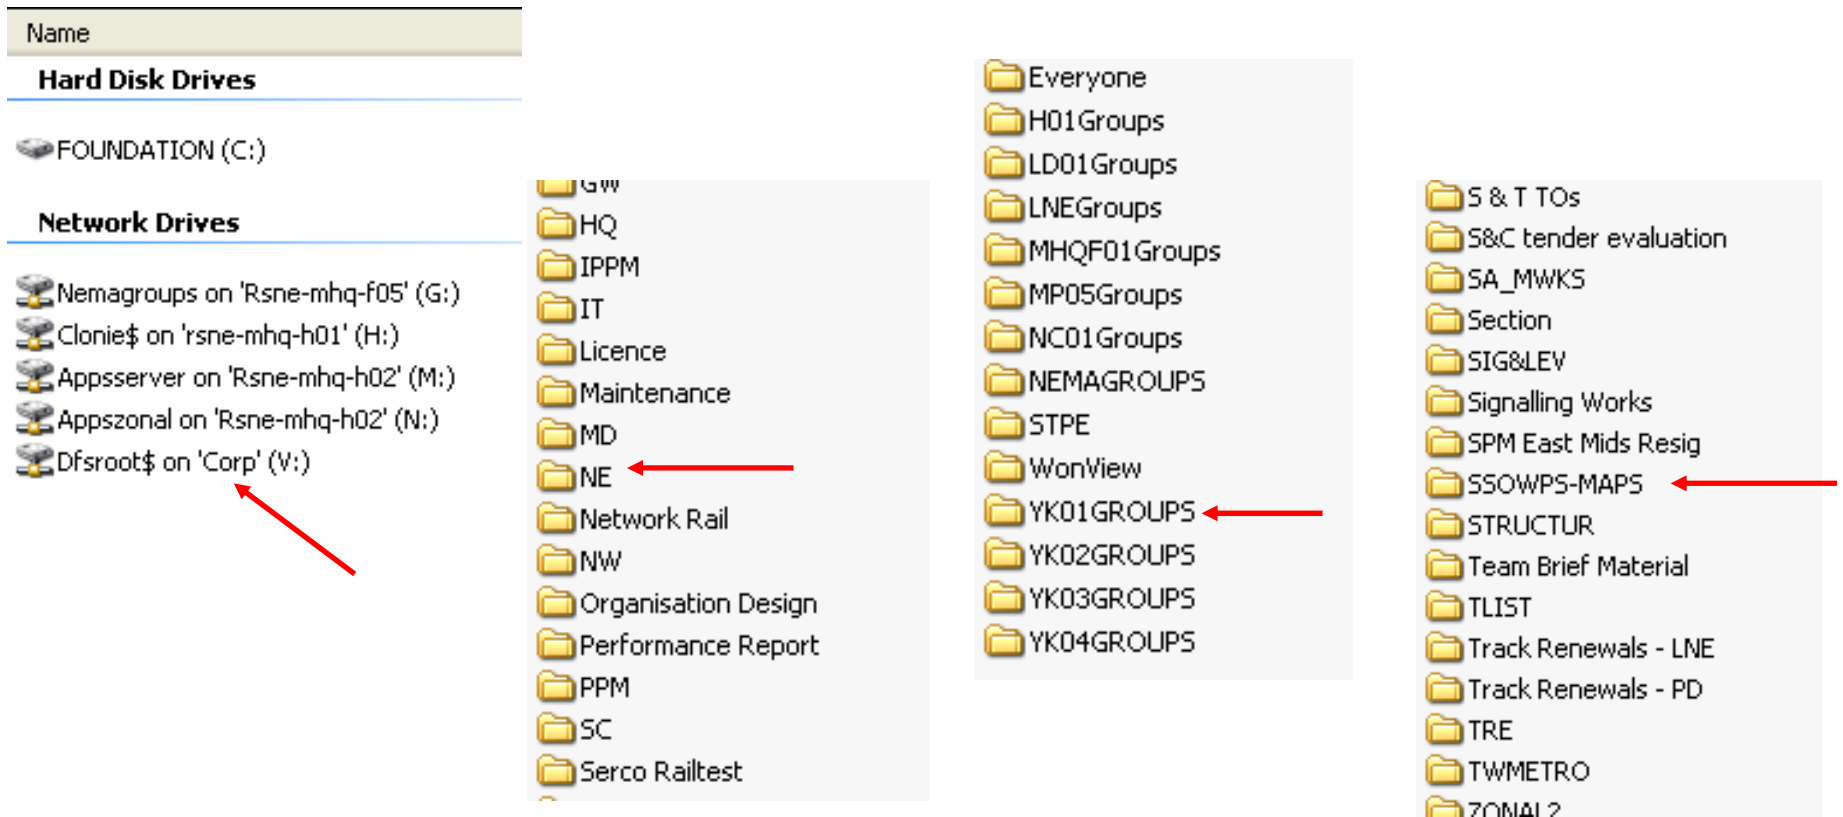 Name
Hard Disk Drives
FOUNDATION (C:)
Network Drives
Nemagroups on 'Rsne-mhq-f05' (G:)
Clonie$ on 'rsne-mhq-h01' (H:)
Appsserver on 'Rsne-mhq-h02' (M:)
Appszonal on 'Rsne-mhq-h02' (N:)
Dfsroot$ on 'Corp' (V:)
GW
HQ
IPPM
IT
Licence
Maintenance
MD
NE
Network Rail
NW
Organisation Design
Performance Report
PPM
SC
Serco Railtest
Everyone
H01Groups
LD01Groups
LNEGroups
MHQF01Groups
MP05Groups
NC01Groups
NEMAGROUPS
STPE
WonView
YK01GROUPS
YK02GROUPS
YK03GROUPS
YK04GROUPS
S & T TOs
S&C tender evaluation
SA_MWKS
Section
SIG&LEV
Signalling Works
SPM East Mids Resig
SSOWPS-MAPS
STRUCTUR
Team Brief Material
TLIST
Track Renewals - LNE
Track Renewals - PD
TRE
TWMETRO
ZONAL2